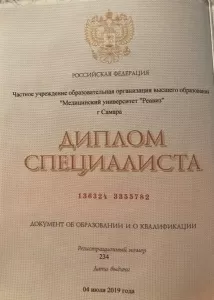 РОССИЙСКАЯ ФЕДЕРАЦИЯ
Частное учреждение образовательная организация высшего образования
"Медицинский университет "Реавиз"
г Самара
ДИПЛОМ
СПЕЦИАЛИСТА
136324 3355782
ДОКУМЕНТ ОБ ОБРАЗОВАНИИ И О КВАЛИФИКАЦИИ
Регистрационный номер
234
Дата выдачи
04 июля 2019 года